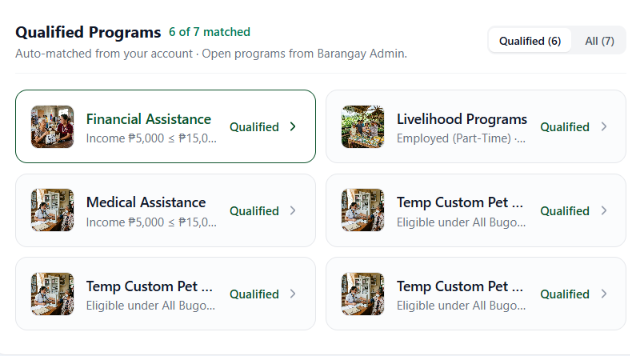 Qualified Programs 6 of 7 matched
Auto-matched from your account · Open programs from Barangay Admin.
Qualified (6) All (7)
Financial Assistance
Income ₱5,000 ≤ ₱15,0...
Qualified
Livelihood Programs
Employed (Part-Time) ·...
Qualified
Medical Assistance
Income ₱5,000 ≤ ₱15,0...
Qualified
Temp Custom Pet ...
Eligible under All Bugo...
Qualified
Temp Custom Pet ...
Eligible under All Bugo...
Qualified
Temp Custom Pet ...
Eligible under All Bugo...
Qualified